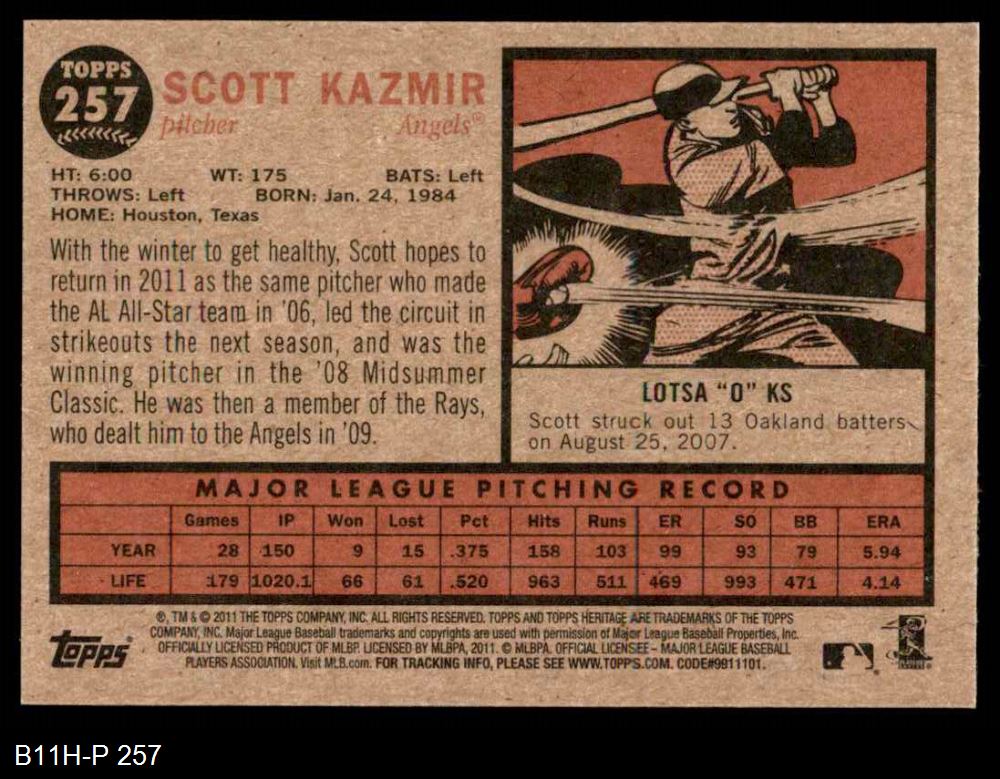 TOPPS
257
SCOTT KAZMIR
pitcher Angels™
HT: 6:00 WT: 175 BATS: Left
THROWS: Left BORN: Jan. 24, 1984
HOME: Houston, Texas
With the winter to get healthy, Scott hopes to
return in 2011 as the same pitcher who made
the AL All-Star team in '06, led the circuit in
strikeouts the next season, and was the
winning pitcher in the '08 Midsummer
Classic. He was then a member of the Rays,
who dealt him to the Angels in '09.
LOTSA "0" KS
Scott struck out 13 Oakland batters
on August 25, 2007.
MAJOR LEAGUE PITCHING RECORD
Games IP Won Lost Pct Hits Runs ER SO BB ERA
YEAR 28 150 9 15 .375 158 103 99 93 79 5.94
LIFE 179 1020.1 66 61 .520 963 511 469 993 471 4.14
®, TM & © 2011 THE TOPPS COMPANY, INC. ALL RIGHTS RESERVED. TOPPS AND TOPPS HERITAGE ARE TRADEMARKS OF THE TOPPS
COMPANY, INC. Major League Baseball trademarks and copyrights are used with permission of Major League Baseball Properties, Inc.
OFFICIALLY LICENSED PRODUCT OF MLBP. LICENSED BY MLBPA, 2011. © MLBPA. OFFICIAL LICENSEE – MAJOR LEAGUE BASEBALL
PLAYERS ASSOCIATION. Visit MLB.com. FOR TRACKING INFO, PLEASE SEE WWW.TOPPS.COM. CODE#9911101.
Topps
B11H-P 257